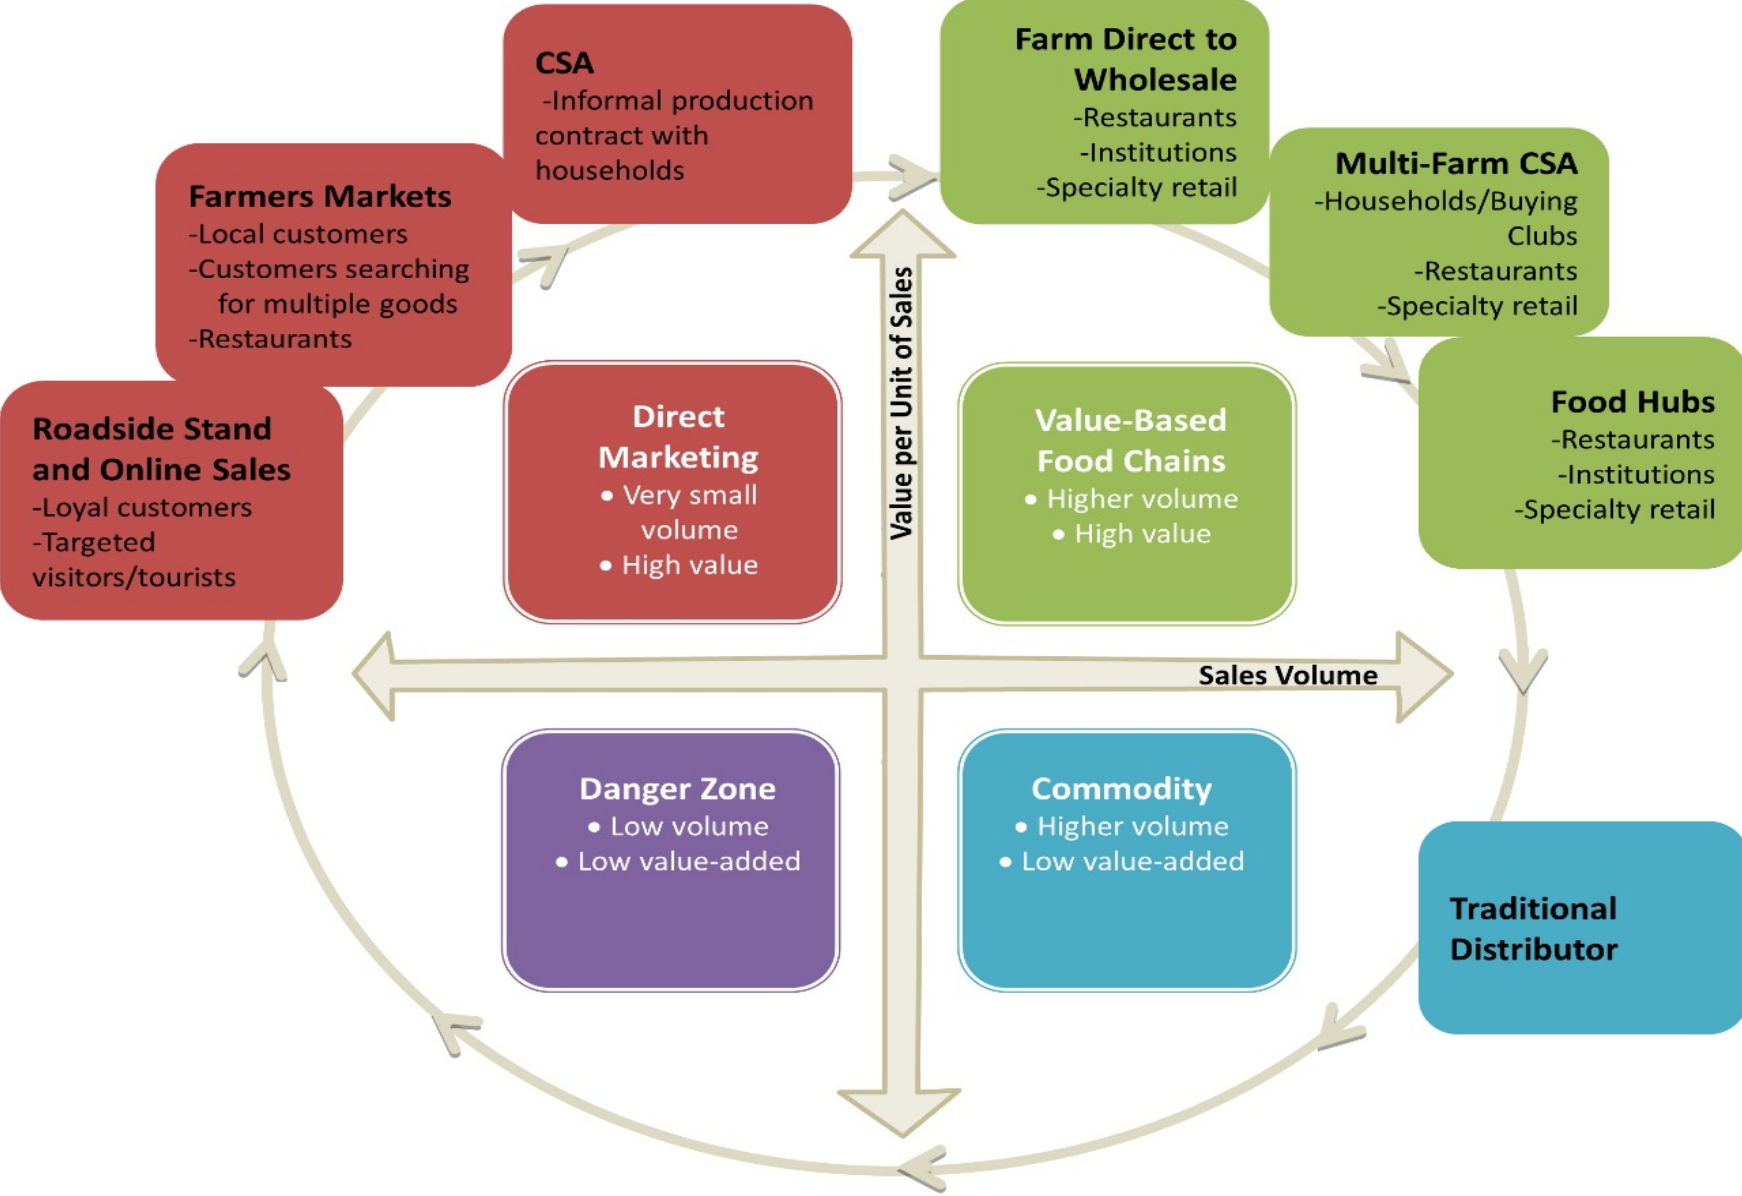 CSA
-Informal production
contract with
households
Farm Direct to
Wholesale
-Restaurants
-Institutions
-Specialty retail
Farmers Markets
-Local customers
-Customers searching
for multiple goods
-Restaurants
Multi-Farm CSA
-Households/Buying
Clubs
-Restaurants
-Specialty retail
Roadside Stand
and Online Sales
-Loyal customers
-Targeted
visitors/tourists
Food Hubs
-Restaurants
-Institutions
-Specialty retail
Direct
Marketing
• Very small
volume
• High value
Value per Unit of Sales
Value-Based
Food Chains
• Higher volume
• High value
Sales Volume
Danger Zone
• Low volume
• Low value-added
Commodity
• Higher volume
• Low value-added
Traditional
Distributor